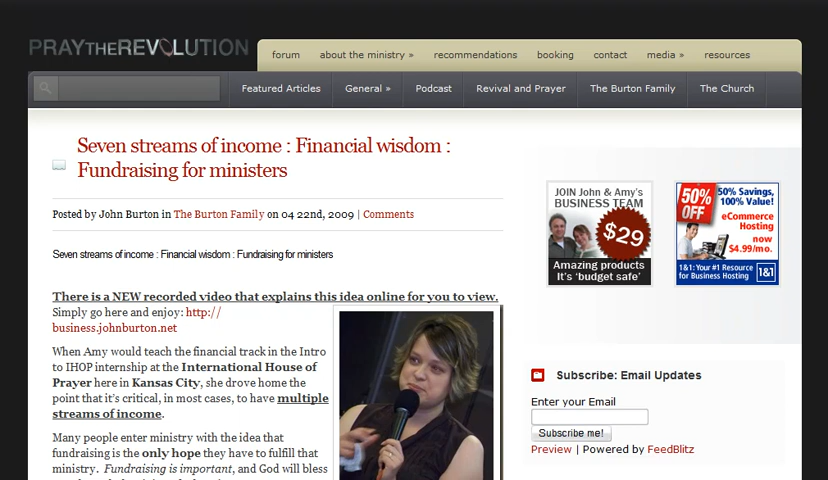 PRAYTHEREVOLUTION
forum about the ministry » recommendations booking contact media » resources
Featured Articles General » Podcast Revival and Prayer The Burton Family The Church
Seven streams of income : Financial wisdom :
Fundraising for ministers
Posted by John Burton in The Burton Family on 04 22nd, 2009 | Comments
Seven streams of income : Financial wisdom : Fundraising for ministers
There is a NEW recorded video that explains this idea online for you to view.
Simply go here and enjoy: http://
business.johnburton.net
When Amy would teach the financial track in the Intro
to IHOP internship at the International House of
Prayer here in Kansas City, she drove home the
point that it's critical, in most cases, to have multiple
streams of income.
Many people enter ministry with the idea that
fundraising is the only hope they have to fulfill that
ministry. Fundraising is important, and God will bless
JOIN John & Amy's
BUSINESS TEAM
$29
Amazing products
It's 'budget safe'
50% OFF
50% Savings,
100% Value!
eCommerce
Hosting
now
$4.99/mo.
1&1: Your #1 Resource
for Business Hosting
1&1
Subscribe: Email Updates
Enter your Email
Subscribe me!
Preview | Powered by FeedBlitz